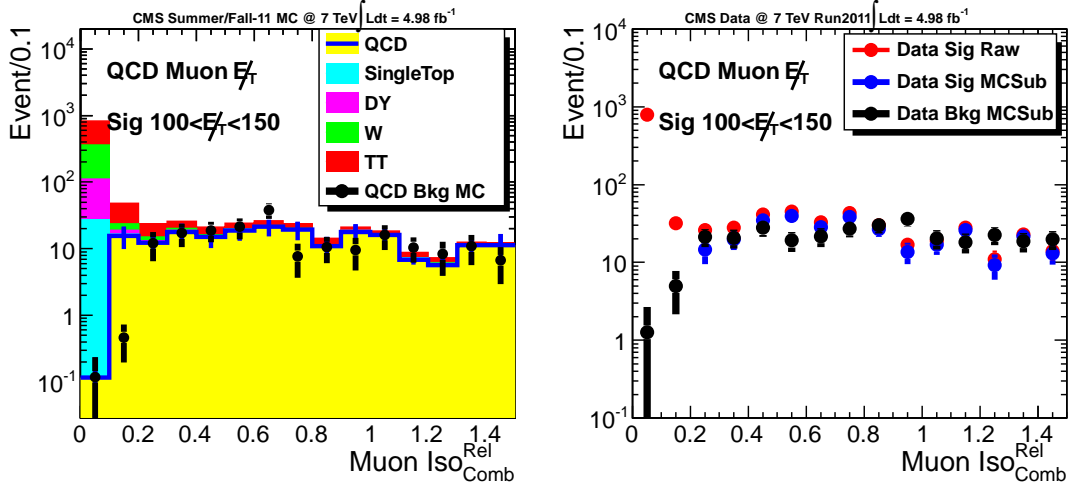 CMS Summer/Fall-11 MC @ 7 TeV∫Ldt = 4.98 fb⁻¹
Event/0.1
10⁴
10³
10²
10
1
10⁻¹
QCD Muon E̸_T
Sig 100<E̸_T<150
QCD
SingleTop
DY
W
TT
QCD Bkg MC
0 0.2 0.4 0.6 0.8 1 1.2 1.4
Muon Iso^Rel_Comb
CMS Data @ 7 TeV Run2011∫Ldt = 4.98 fb⁻¹
Event/0.1
10⁴
10³
10²
10
1
10⁻¹
QCD Muon E̸_T
Sig 100<E̸_T<150
Data Sig Raw
Data Sig MCSub
Data Bkg MCSub
0 0.2 0.4 0.6 0.8 1 1.2 1.4
Muon Iso^Rel_Comb